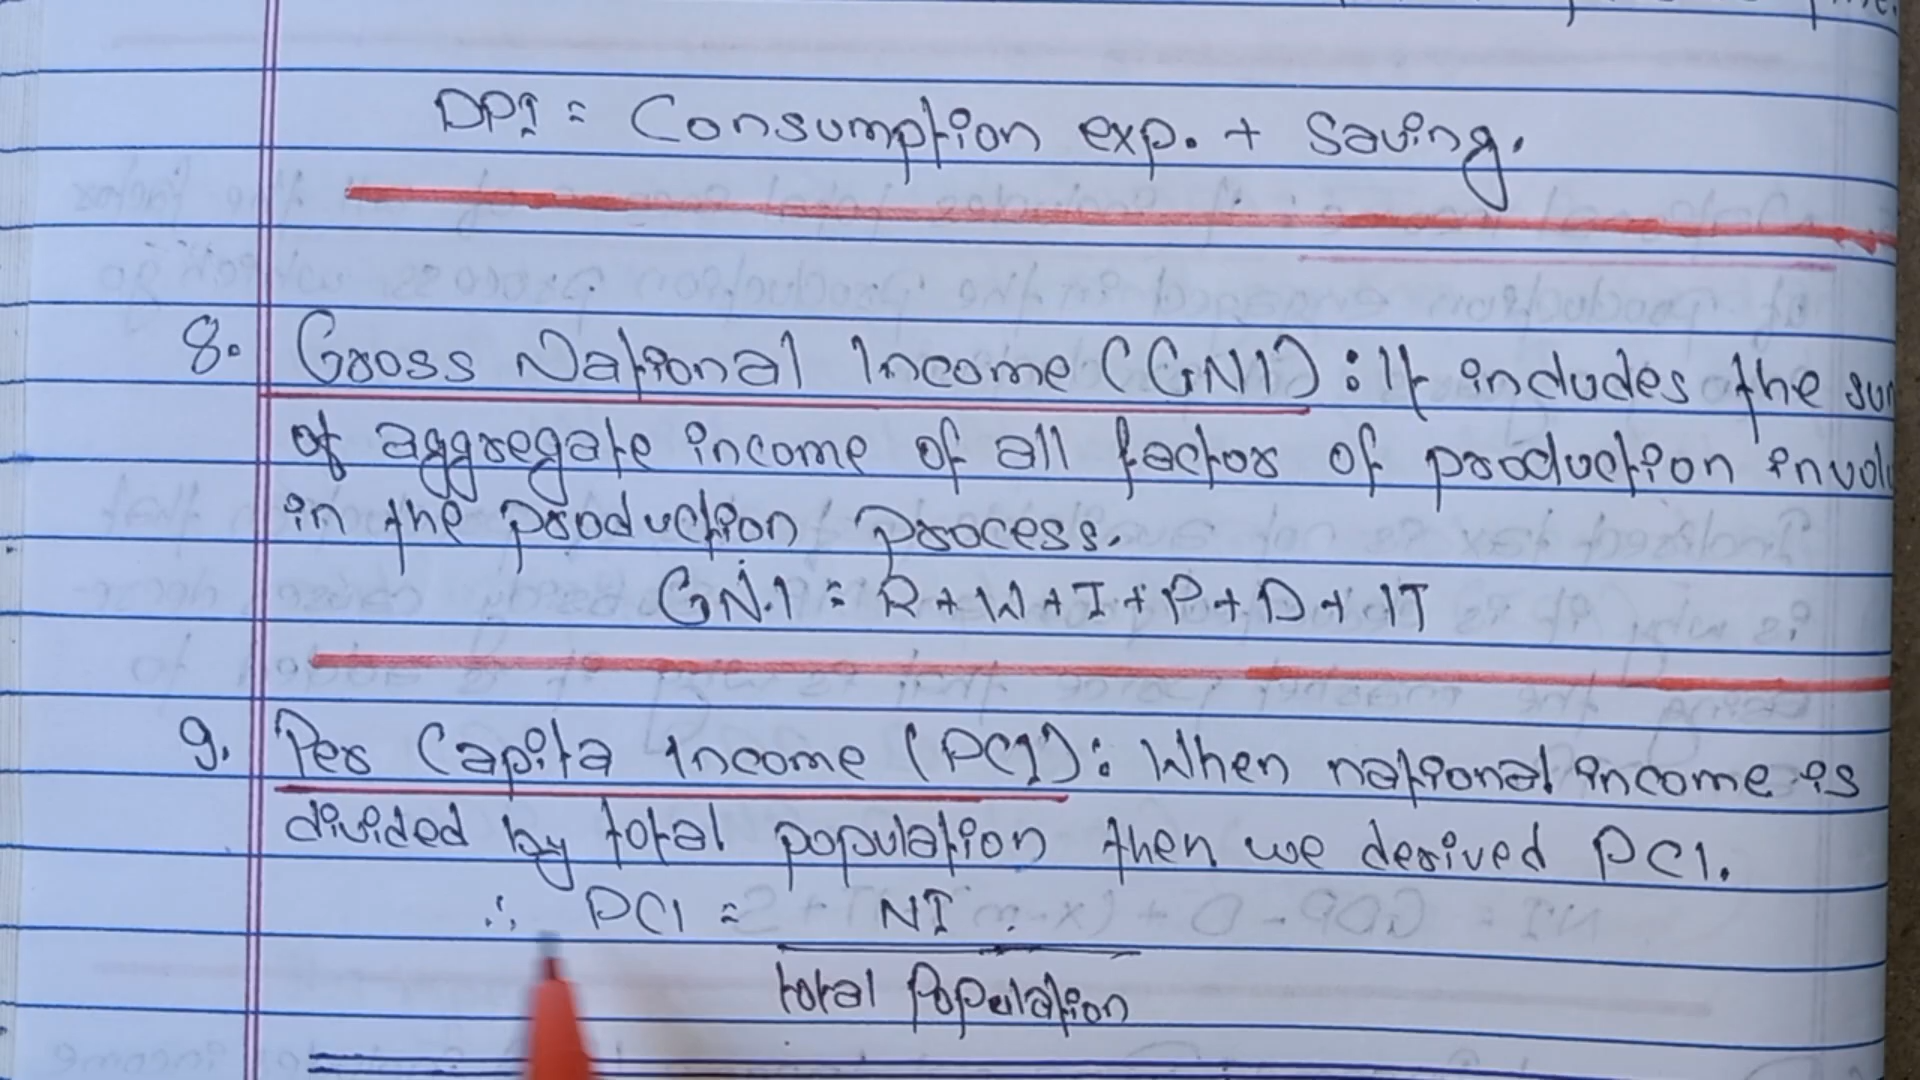 DPI = Consumption exp. + Saving.
8. Gross National Income (GNI) : It includes the
of aggregate income of all factor of production
in the production process.
GNI = R + W + I + P + D + IT
9. Per Capita Income (PCI) : When national income is
divided by total population then we derived PCI.
∴ PCI = NI
total Population